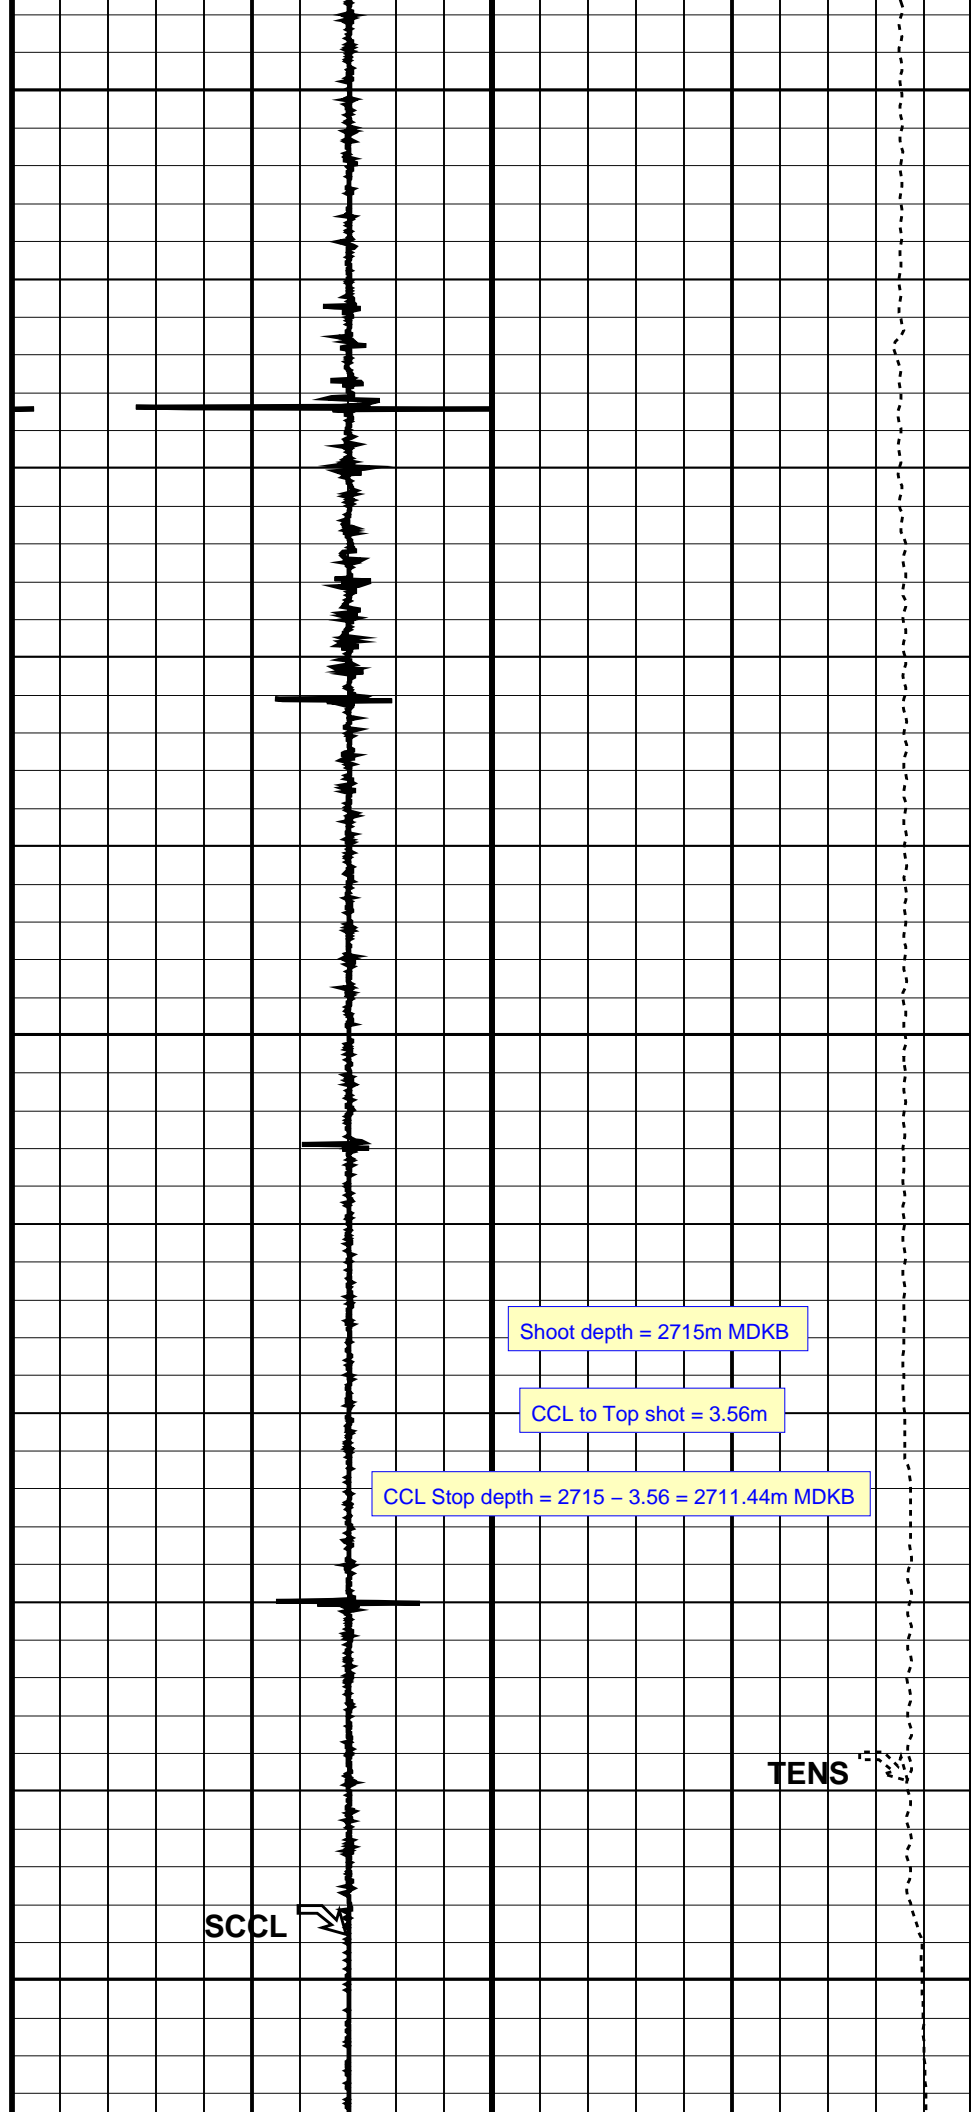 Shoot depth = 2715m MDKB
CCL to Top shot = 3.56m
CCL Stop depth = 2715 – 3.56 = 2711.44m MDKB
TENS
SCCL